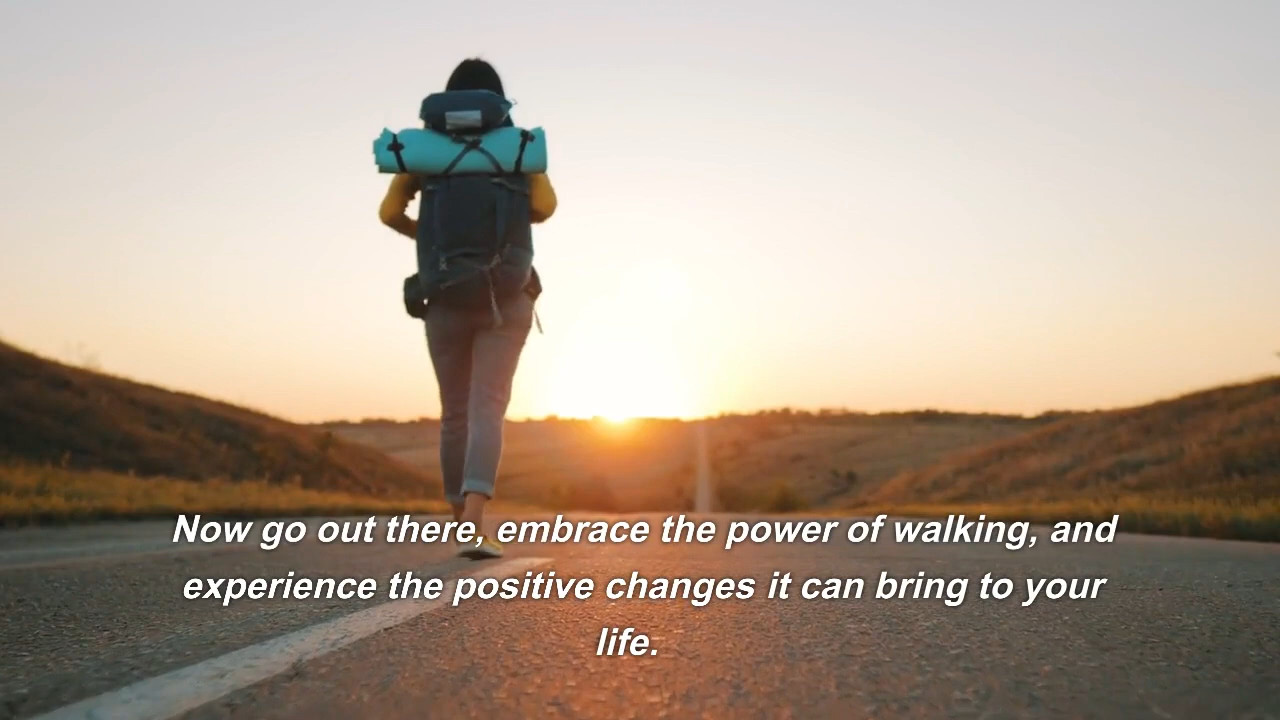 Now go out there, embrace the power of walking, and
experience the positive changes it can bring to your
life.